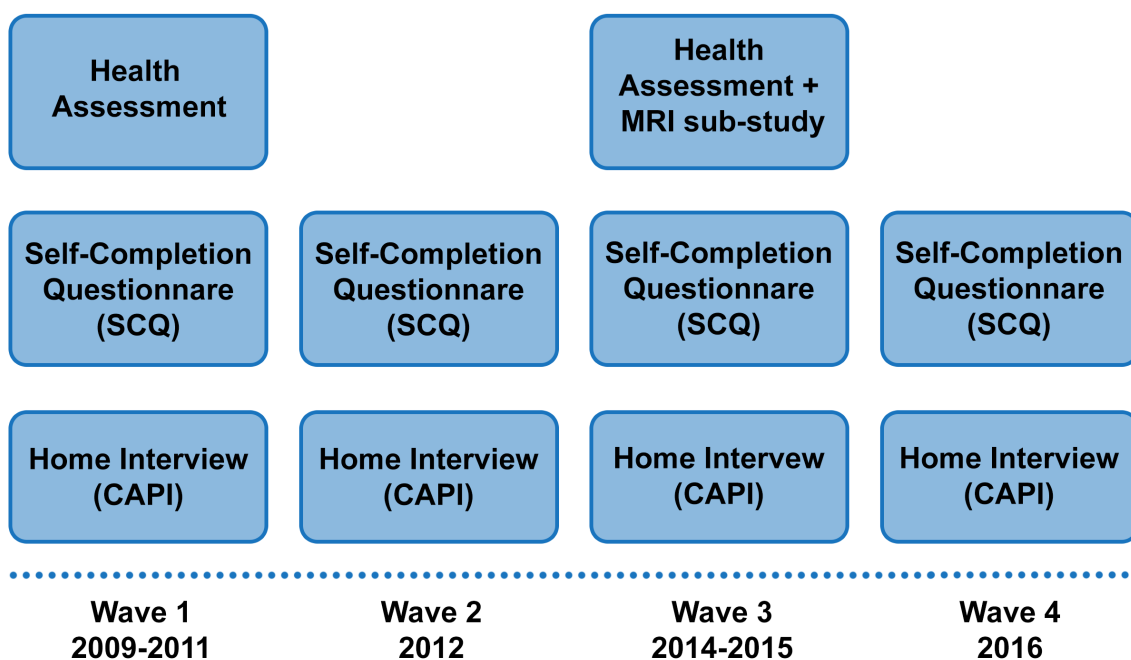 Health
Assessment
Health
Assessment +
MRI sub-study
Self-Completion
Questionnare
(SCQ)
Self-Completion
Questionnare
(SCQ)
Self-Completion
Questionnare
(SCQ)
Self-Completion
Questionnare
(SCQ)
Home Interview
(CAPI)
Home Interview
(CAPI)
Home Intervew
(CAPI)
Home Interview
(CAPI)
Wave 1
2009-2011
Wave 2
2012
Wave 3
2014-2015
Wave 4
2016